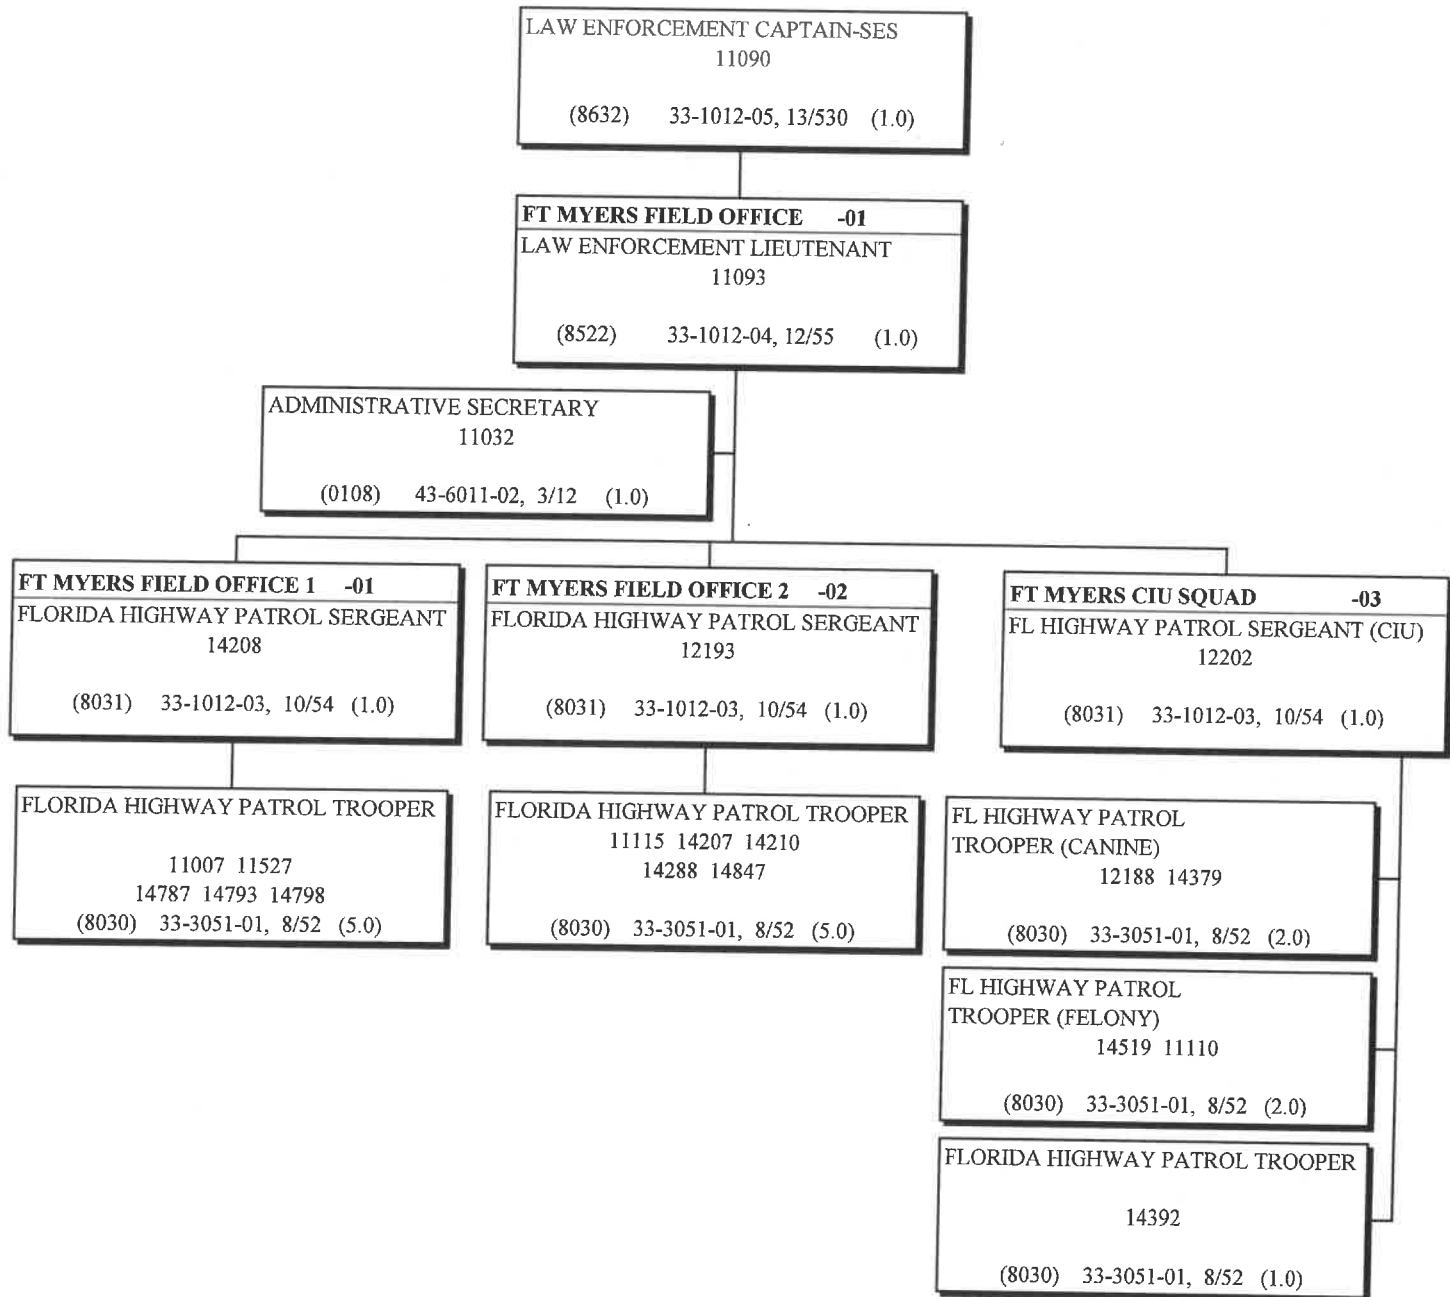 LAW ENFORCEMENT CAPTAIN-SES
11090
(8632) 33-1012-05, 13/530 (1.0)
FT MYERS FIELD OFFICE -01
LAW ENFORCEMENT LIEUTENANT
11093
(8522) 33-1012-04, 12/55 (1.0)
ADMINISTRATIVE SECRETARY
11032
(0108) 43-6011-02, 3/12 (1.0)
FT MYERS FIELD OFFICE 1 -01
FLORIDA HIGHWAY PATROL SERGEANT
14208
(8031) 33-1012-03, 10/54 (1.0)
FLORIDA HIGHWAY PATROL TROOPER
11007 11527
14787 14793 14798
(8030) 33-3051-01, 8/52 (5.0)
FT MYERS FIELD OFFICE 2 -02
FLORIDA HIGHWAY PATROL SERGEANT
12193
(8031) 33-1012-03, 10/54 (1.0)
FLORIDA HIGHWAY PATROL TROOPER
11115 14207 14210
14288 14847
(8030) 33-3051-01, 8/52 (5.0)
FT MYERS CIU SQUAD -03
FL HIGHWAY PATROL SERGEANT (CIU)
12202
(8031) 33-1012-03, 10/54 (1.0)
FL HIGHWAY PATROL
TROOPER (CANINE)
12188 14379
(8030) 33-3051-01, 8/52 (2.0)
FL HIGHWAY PATROL
TROOPER (FELONY)
14519 11110
(8030) 33-3051-01, 8/52 (2.0)
FLORIDA HIGHWAY PATROL TROOPER
14392
(8030) 33-3051-01, 8/52 (1.0)